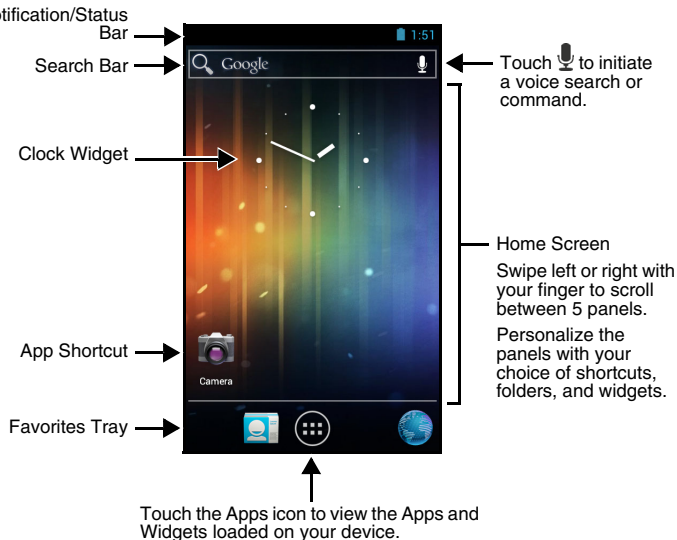 otification/Status
Bar
1:51
Search Bar
Google
Touch to initiate
a voice search or
command.
Clock Widget
Home Screen
Swipe left or right with
your finger to scroll
between 5 panels.
Personalize the
panels with your
choice of shortcuts,
folders, and widgets.
App Shortcut
Camera
Favorites Tray
Touch the Apps icon to view the Apps and
Widgets loaded on your device.